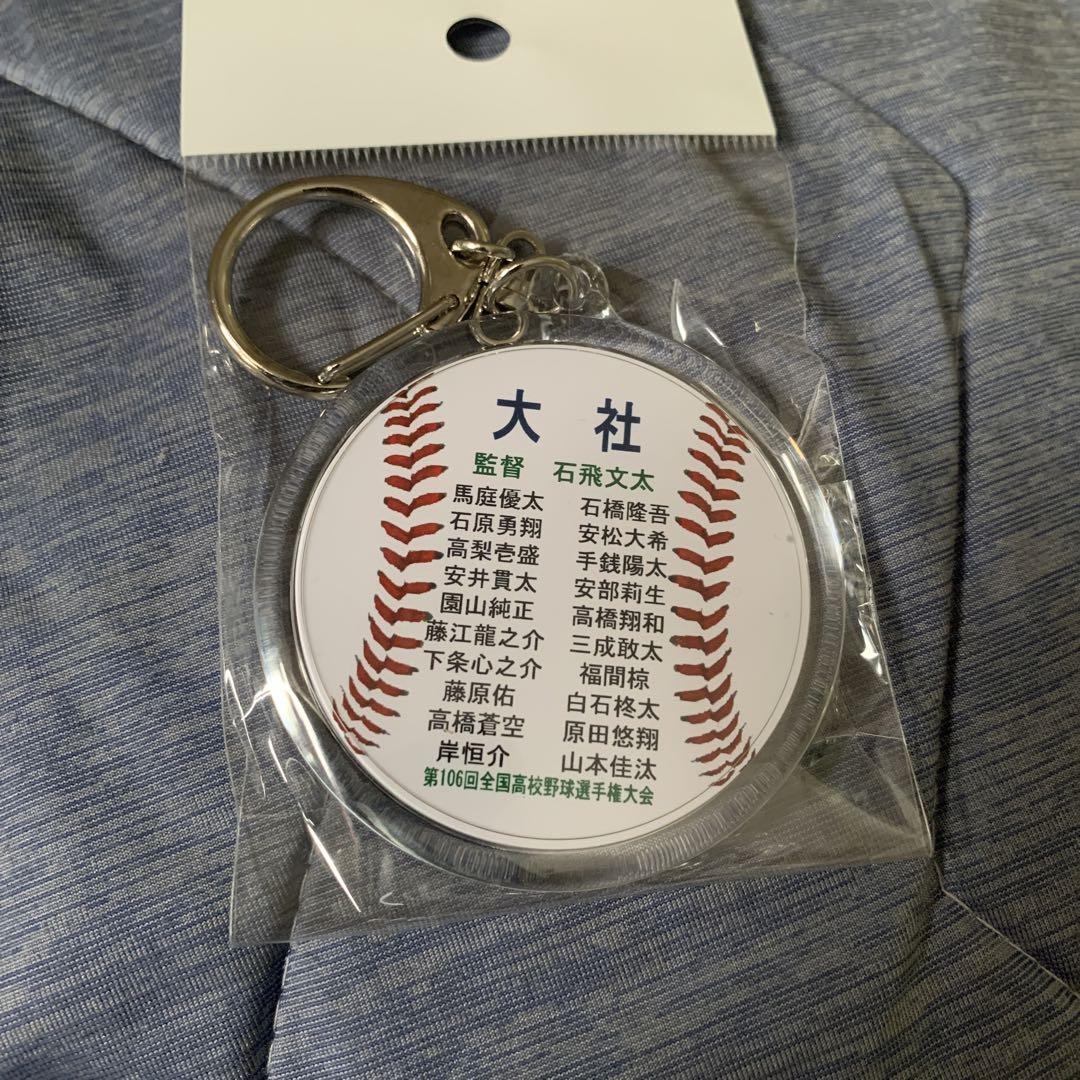 大社
監督 石飛文太
馬庭優太 石橋隆吾
石原勇翔 安松大希
高梨壱盛 手銭陽太
安井貫太 安部莉生
園山純正 高橋翔和
藤江龍之介 三成敢太
下条心之介 福間椋
藤原佑 白石柊太
高橋蒼空 原田悠翔
岸恒介 山本佳汰
第106回全国高校野球選手権大会